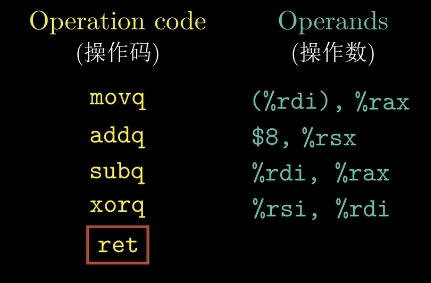 Operation code Operands
(操作码) (操作数)
movq (%rdi), %rax
addq $8, %rsx
subq %rdi, %rax
xorq %rsi, %rdi
ret